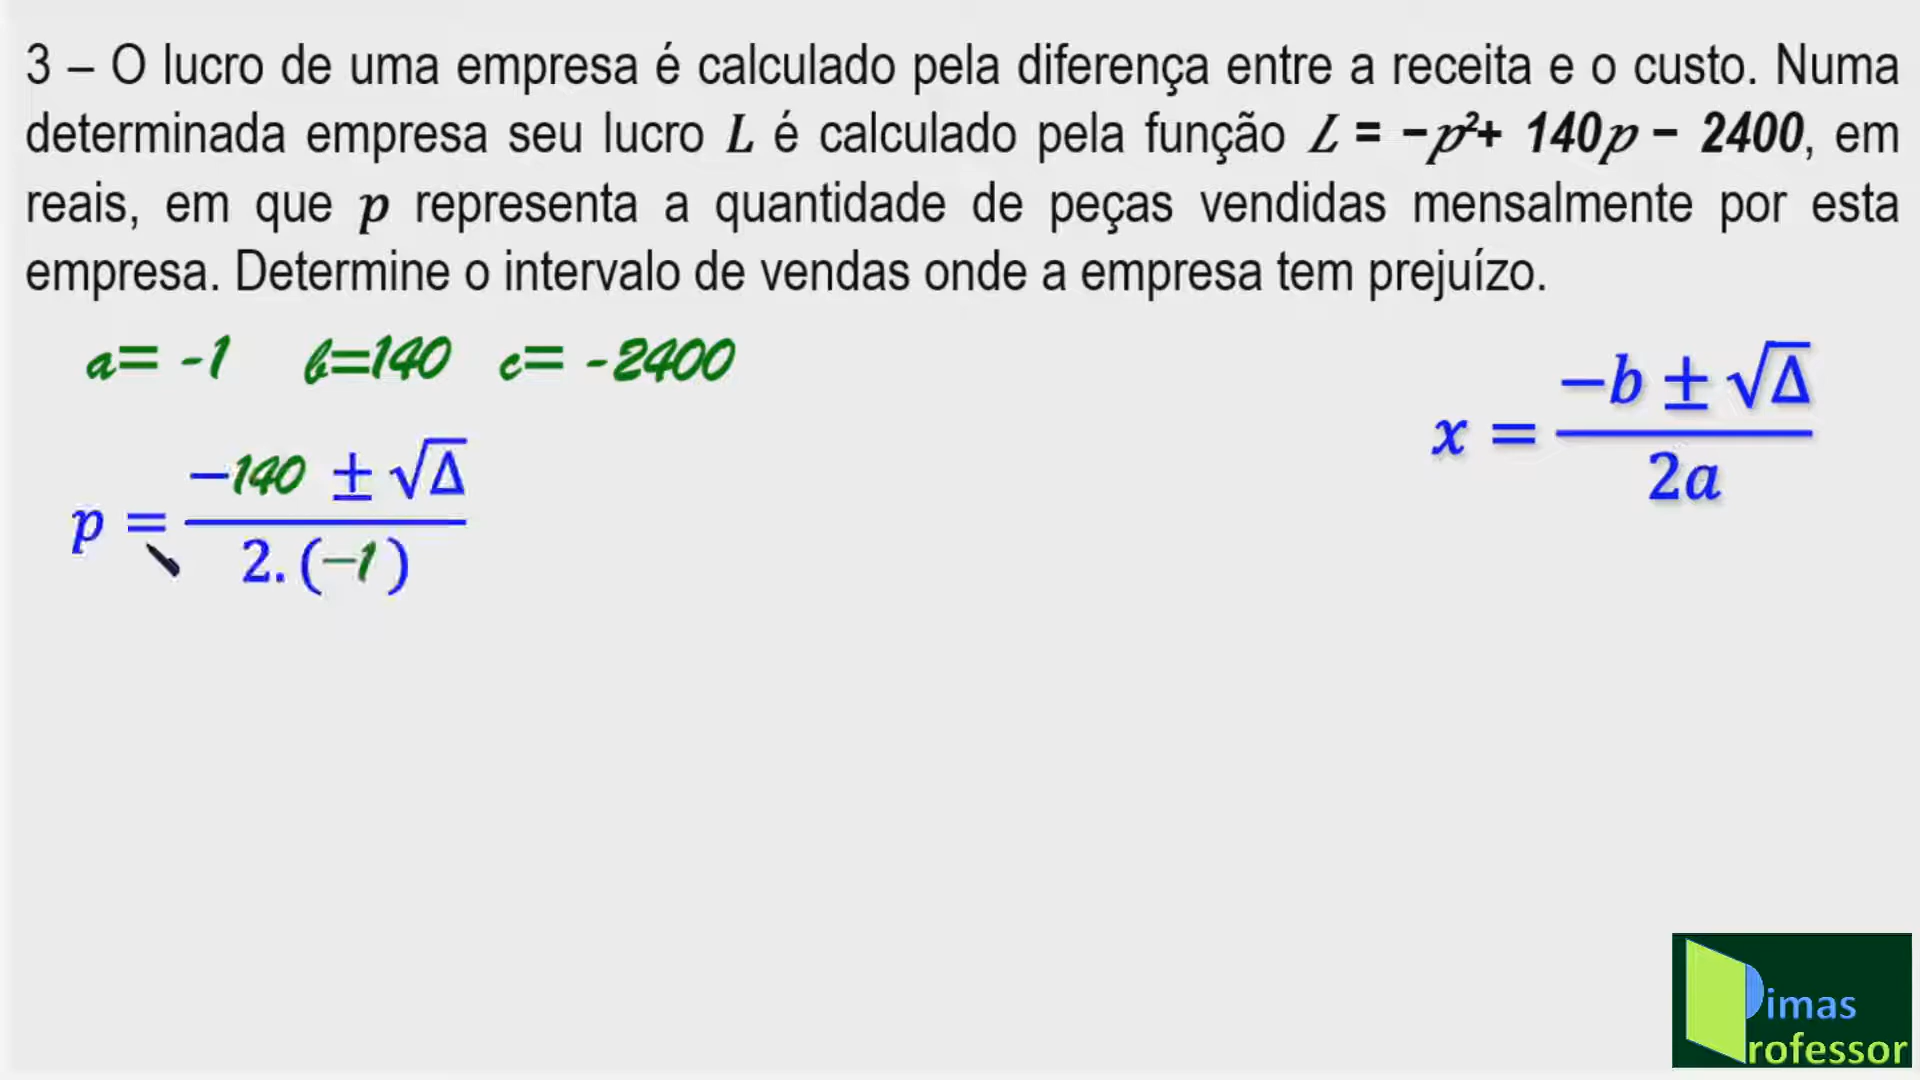 3 – O lucro de uma empresa é calculado pela diferença entre a receita e o custo. Numa
determinada empresa seu lucro L é calculado pela função L = −p²+ 140p − 2400, em
reais, em que p representa a quantidade de peças vendidas mensalmente por esta
empresa. Determine o intervalo de vendas onde a empresa tem prejuízo.
a= -1 b=140 c= -2400
x = (−b ± √Δ) / 2a
p = (−140 ± √Δ) / 2.(−1)
Dimas
Professor